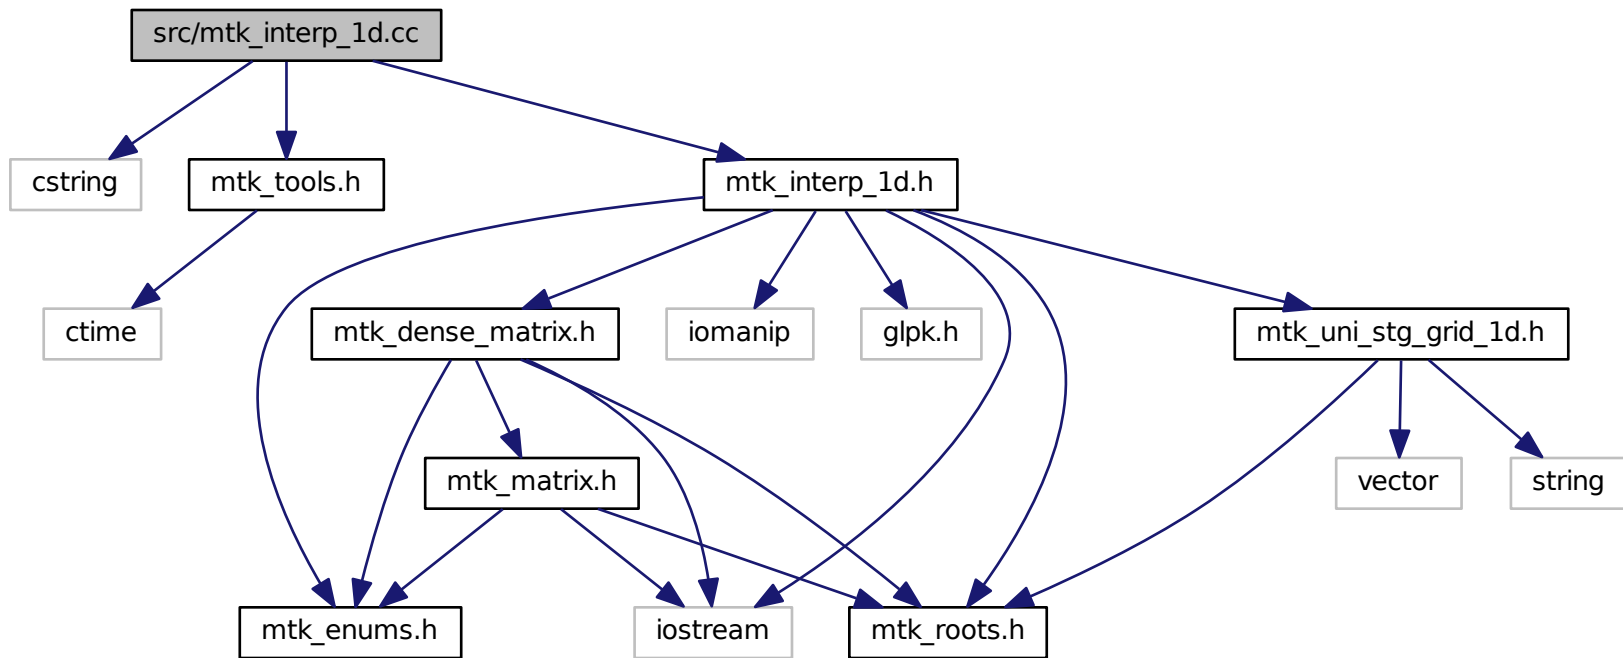 src/mtk_interp_1d.cc
cstring
mtk_tools.h
mtk_interp_1d.h
ctime
mtk_dense_matrix.h
iomanip
glpk.h
mtk_uni_stg_grid_1d.h
mtk_matrix.h
vector
string
mtk_enums.h
iostream
mtk_roots.h